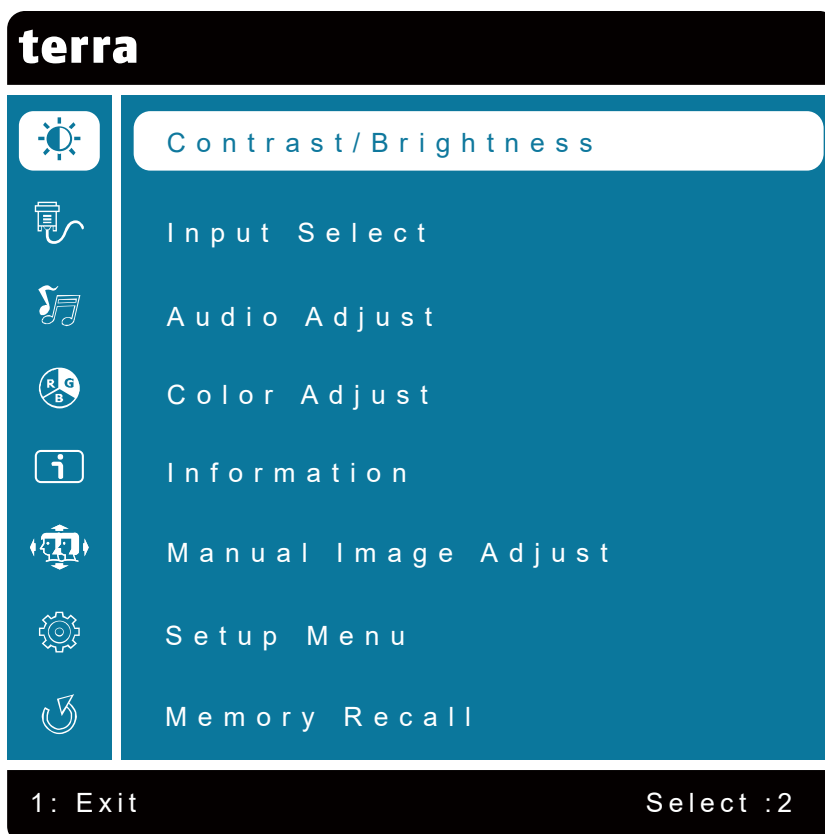 terra
Contrast/Brightness
Input Select
Audio Adjust
R G
B
Color Adjust
i
Information
Manual Image Adjust
Setup Menu
Memory Recall
1: Exit Select :2